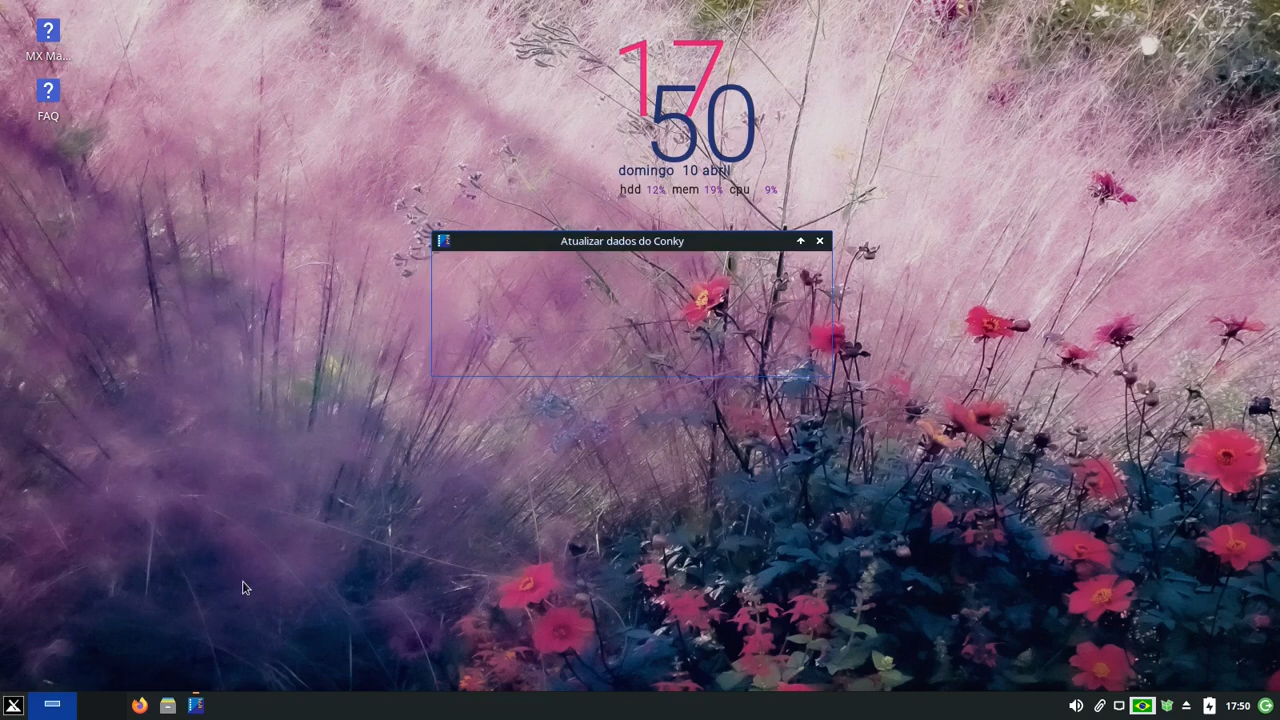 MX Ma...
FAQ
17
50
domingo 10 abril
hdd 12% mem 19% cpu 9%
Atualizar dados do Conky
17:50